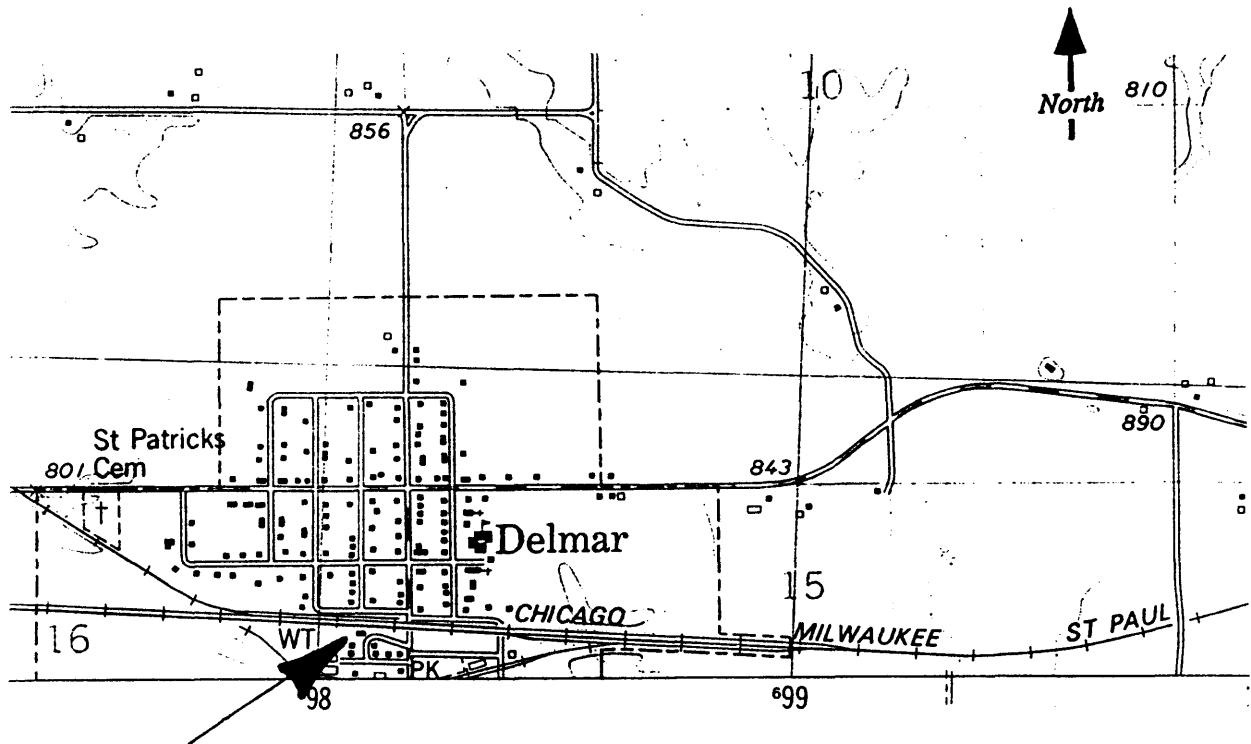 10
810
North
856
St Patricks
Cem
801
843
890
Delmar
15
CHICAGO
MILWAUKEE
ST PAUL
16
WT
PK
98
⁶99